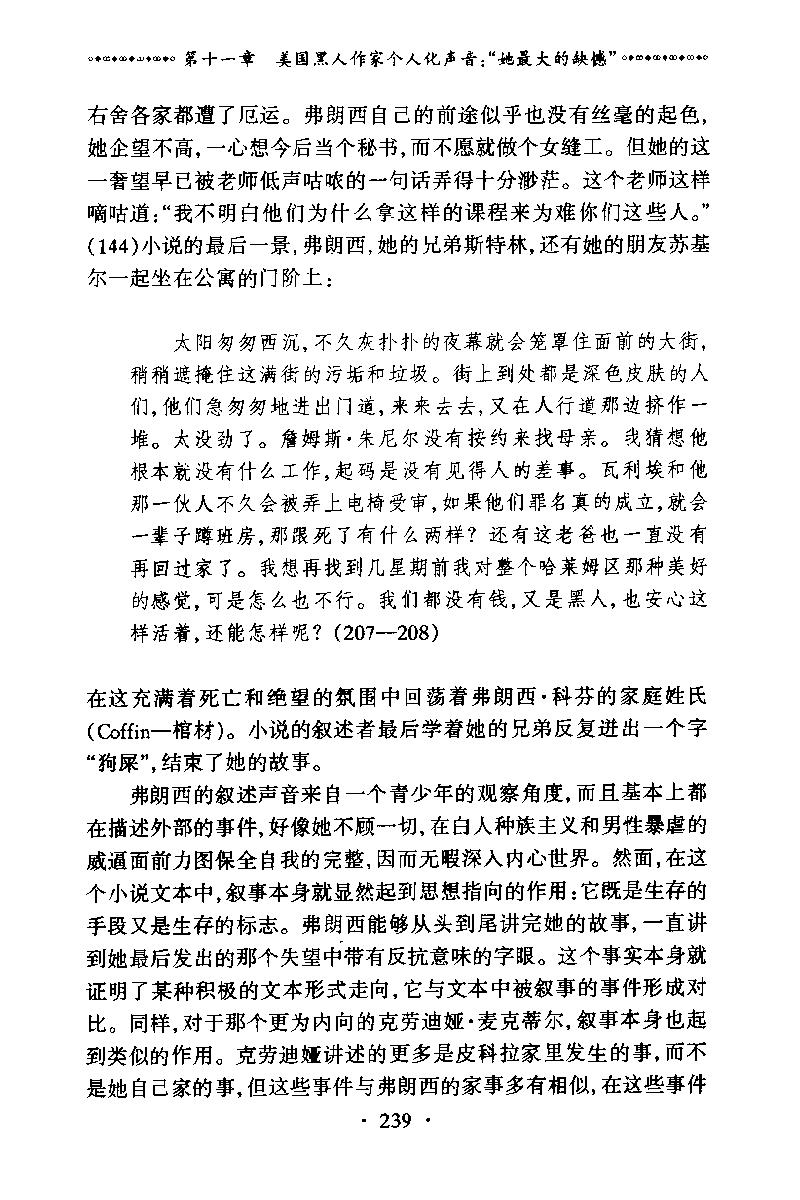 第十一章 美国黑人作家个人化声音:“她最大的缺憾”
右舍各家都遭了厄运。弗朗西自己的前途似乎也没有丝毫的起色,
她企望不高,一心想今后当个秘书,而不愿就做个女缝工。但她的这
一奢望早已被老师低声咕哝的一句话弄得十分渺茫。这个老师这样
嘀咕道:“我不明白他们为什么拿这样的课程来为难你们这些人。”
(144)小说的最后一景,弗朗西,她的兄弟斯特林,还有她的朋友苏基
尔一起坐在公寓的门阶上:
太阳匆匆西沉,不久灰扑扑的夜幕就会笼罩住面前的大街,
稍稍遮掩住这满街的污垢和垃圾。街上到处都是深色皮肤的人
们,他们急匆匆地进出门道,来来去去,又在人行道那边挤作一
堆。太没劲了。詹姆斯·朱尼尔没有按约来找母亲。我猜想他
根本就没有什么工作,起码是没有见得人的差事。瓦利埃和他
那一伙人不久会被弄上电椅受审,如果他们罪名真的成立,就会
一辈子蹲班房,那跟死了有什么两样?还有这老爸也一直没有
再回过家了。我想再找到几星期前我对整个哈莱姆区那种美好
的感觉,可是怎么也不行。我们都没有钱,又是黑人,也安心这
样活着,还能怎样呢?(207—208)
在这充满着死亡和绝望的氛围中回荡着弗朗西·科芬的家庭姓氏
(Coffin—棺材)。小说的叙述者最后学着她的兄弟反复迸出一个字
“狗屎”,结束了她的故事。
弗朗西的叙述声音来自一个青少年的观察角度,而且基本上都
在描述外部的事件,好像她不顾一切,在白人种族主义和男性暴虐的
威逼面前力图保全自我的完整,因而无暇深入内心世界。然而,在这
个小说文本中,叙事本身就显然起到思想指向的作用:它既是生存的
手段又是生存的标志。弗朗西能够从头到尾讲完她的故事,一直讲
到她最后发出的那个失望中带有反抗意味的字眼。这个事实本身就
证明了某种积极的文本形式走向,它与文本中被叙事的事件形成对
比。同样,对于那个更为内向的克劳迪娅·麦克蒂尔,叙事本身也起
到类似的作用。克劳迪娅讲述的更多是皮科拉家里发生的事,而不
是她自己家的事,但这些事件与弗朗西的家事多有相似,在这些事件
· 239 ·